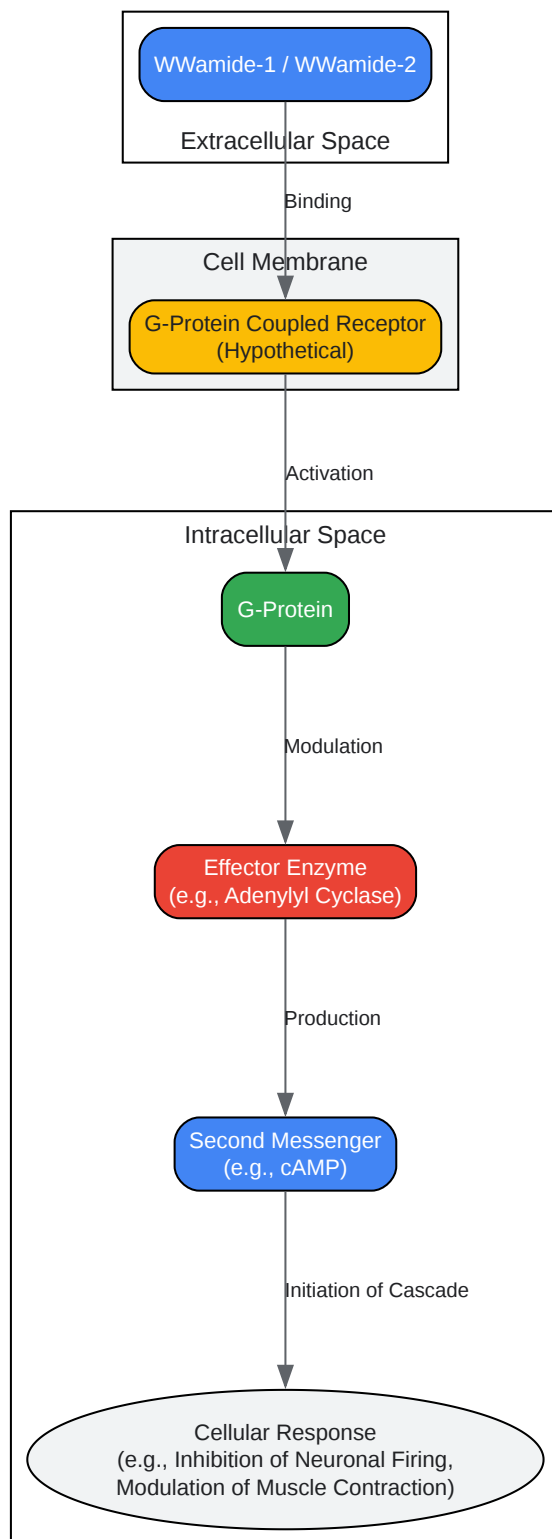 WWamide-1 / WWamide-2
Extracellular Space
Binding
Cell Membrane
G-Protein Coupled Receptor
(Hypothetical)
Activation
Intracellular Space
G-Protein
Modulation
Effector Enzyme
(e.g., Adenylyl Cyclase)
Production
Second Messenger
(e.g., cAMP)
Initiation of Cascade
Cellular Response
(e.g., Inhibition of Neuronal Firing,
Modulation of Muscle Contraction)